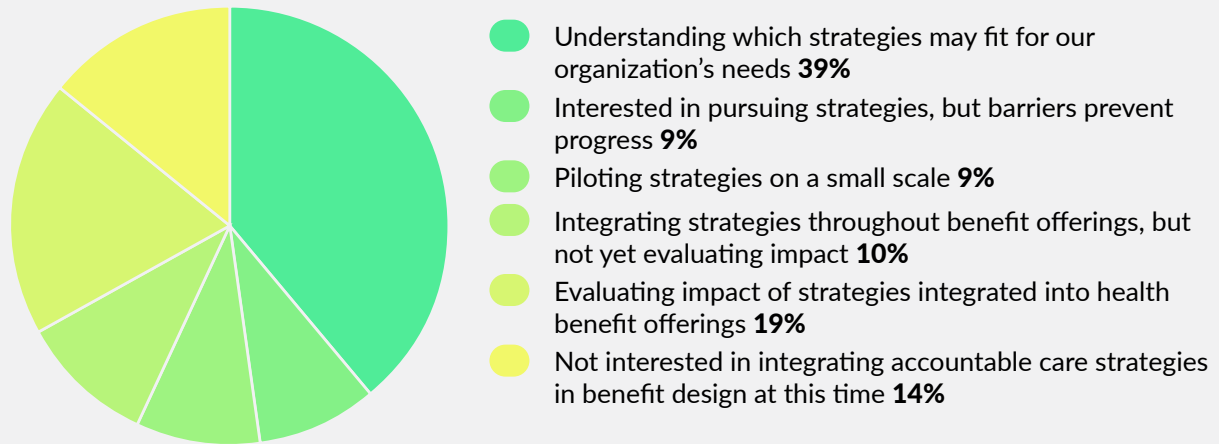 Understanding which strategies may fit for our
organization’s needs 39%
Interested in pursuing strategies, but barriers prevent
progress 9%
Piloting strategies on a small scale 9%
Integrating strategies throughout benefit offerings, but
not yet evaluating impact 10%
Evaluating impact of strategies integrated into health
benefit offerings 19%
Not interested in integrating accountable care strategies
in benefit design at this time 14%